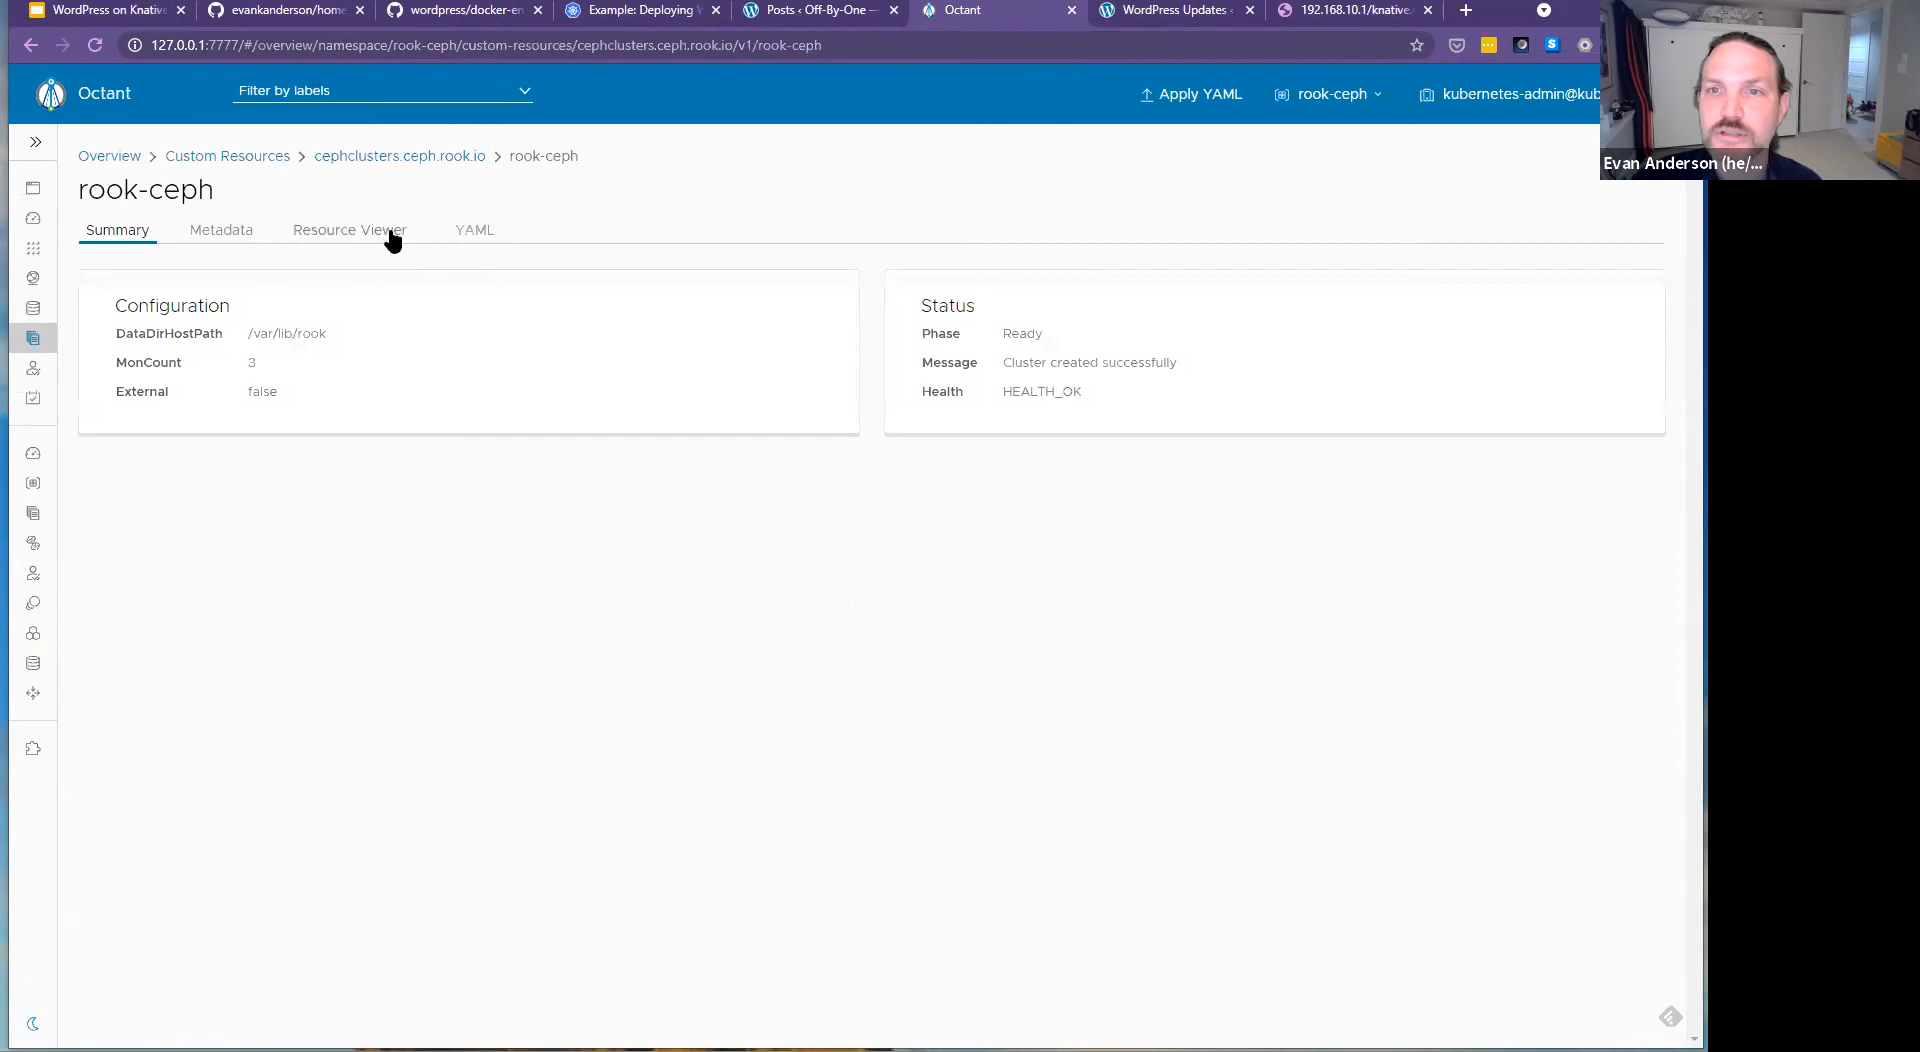 WordPress on Knative
evankanderson/home
wordpress/docker-en
Example: Deploying W
Posts ‹ Off-By-One —
Octant
WordPress Updates ‹
192.168.10.1/knative.
127.0.0.1:7777/#/overview/namespace/rook-ceph/custom-resources/cephclusters.ceph.rook.io/v1/rook-ceph
Octant
Filter by labels
Apply YAML
rook-ceph
kubernetes-admin@kub
Evan Anderson (he/...
Overview > Custom Resources > cephclusters.ceph.rook.io > rook-ceph
rook-ceph
Summary
Metadata
Resource Viewer
YAML
Configuration
DataDirHostPath /var/lib/rook
MonCount 3
External false
Status
Phase Ready
Message Cluster created successfully
Health HEALTH_OK